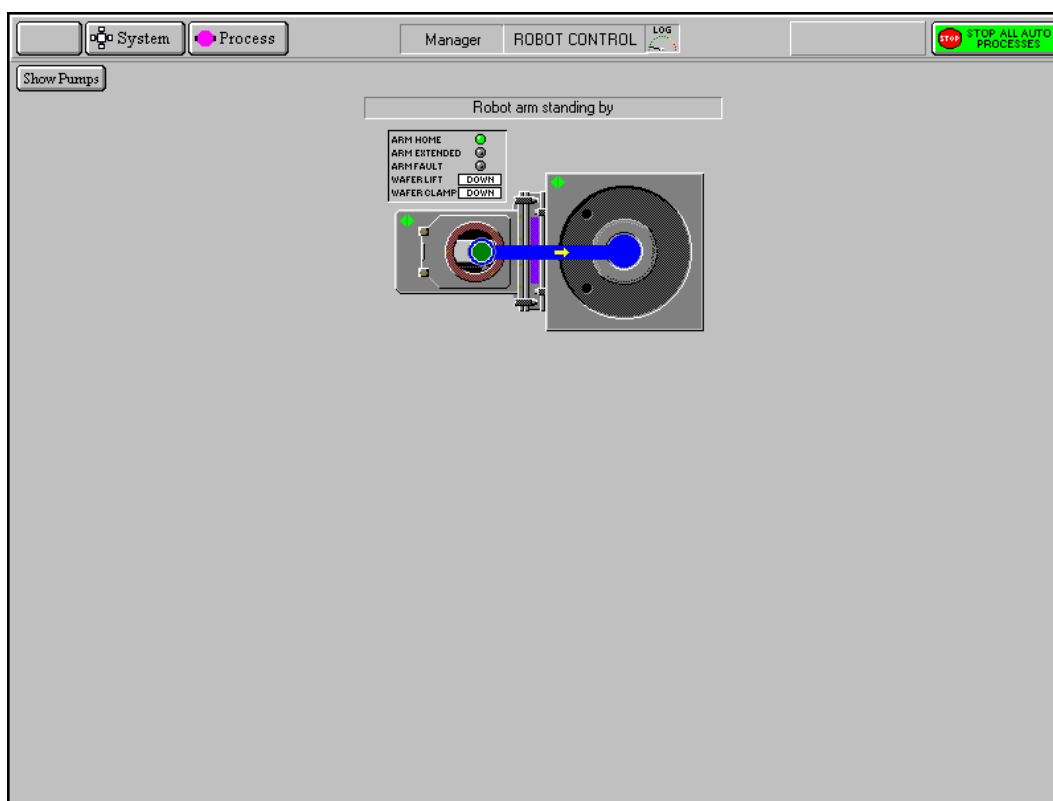 System
Process
Manager
ROBOT CONTROL
LOG
STOP
STOP ALL AUTO
PROCESSES
Show Pumps
Robot arm standing by
ARM HOME
ARM EXTENDED
ARM FAULT
WAFER LIFT DOWN
WAFER CLAMP DOWN